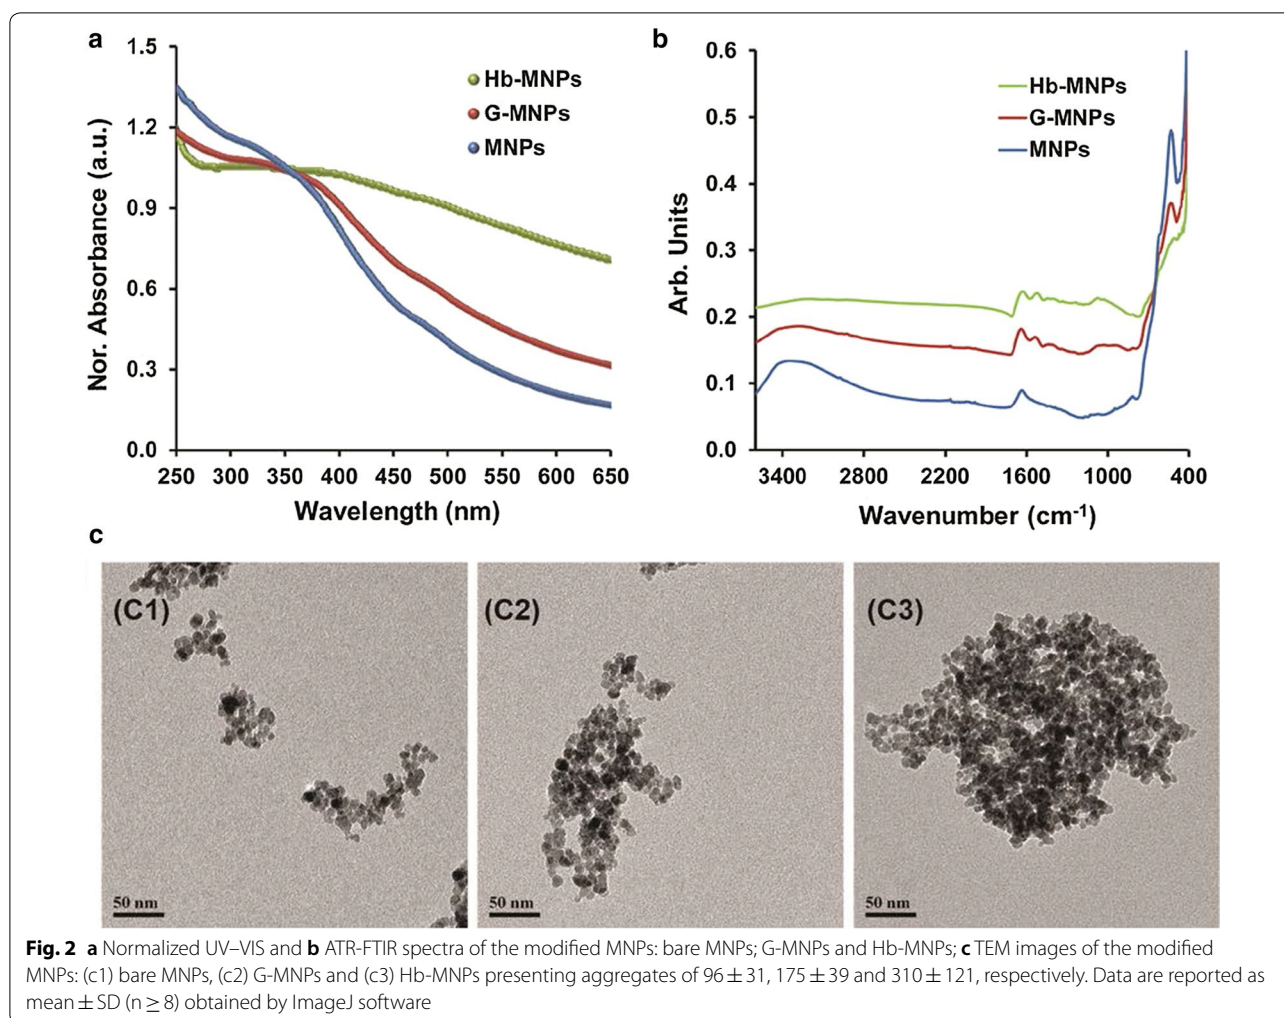 a
1.5
1.2
0.9
0.6
0.3
0.0
Nor. Absorbance (a.u.)
Hb-MNPs
G-MNPs
MNPs
250 300 350 400 450 500 550 600 650
Wavelength (nm)
b
0.6
0.5
0.4
0.3
0.2
0.1
0.0
Arb. Units
Hb-MNPs
G-MNPs
MNPs
3400 2800 2200 1600 1000 400
Wavenumber (cm⁻¹)
c
(C1)
50 nm
(C2)
50 nm
(C3)
50 nm
Fig. 2 a Normalized UV–VIS and b ATR-FTIR spectra of the modified MNPs: bare MNPs; G-MNPs and Hb-MNPs; c TEM images of the modified
MNPs: (c1) bare MNPs, (c2) G-MNPs and (c3) Hb-MNPs presenting aggregates of 96 ± 31, 175 ± 39 and 310 ± 121, respectively. Data are reported as
mean ± SD (n ≥ 8) obtained by ImageJ software